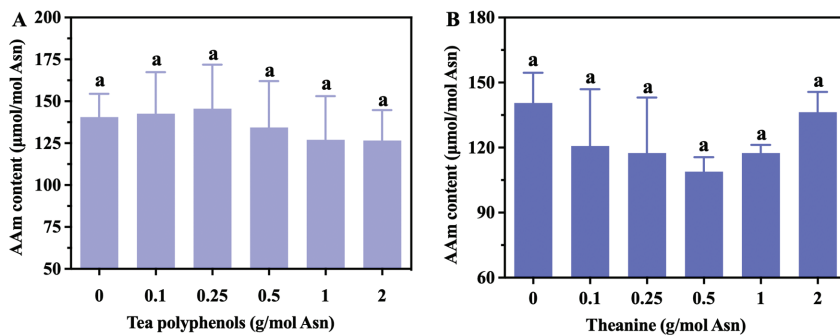 A
AAm content (μmol/mol Asn)
200
175
150
125
100
75
50
a a a a a a
0 0.1 0.25 0.5 1 2
Tea polyphenols (g/mol Asn)
B
AAm content (μmol/mol Asn)
180
150
120
90
60
a a a a a a
0 0.1 0.25 0.5 1 2
Theanine (g/mol Asn)